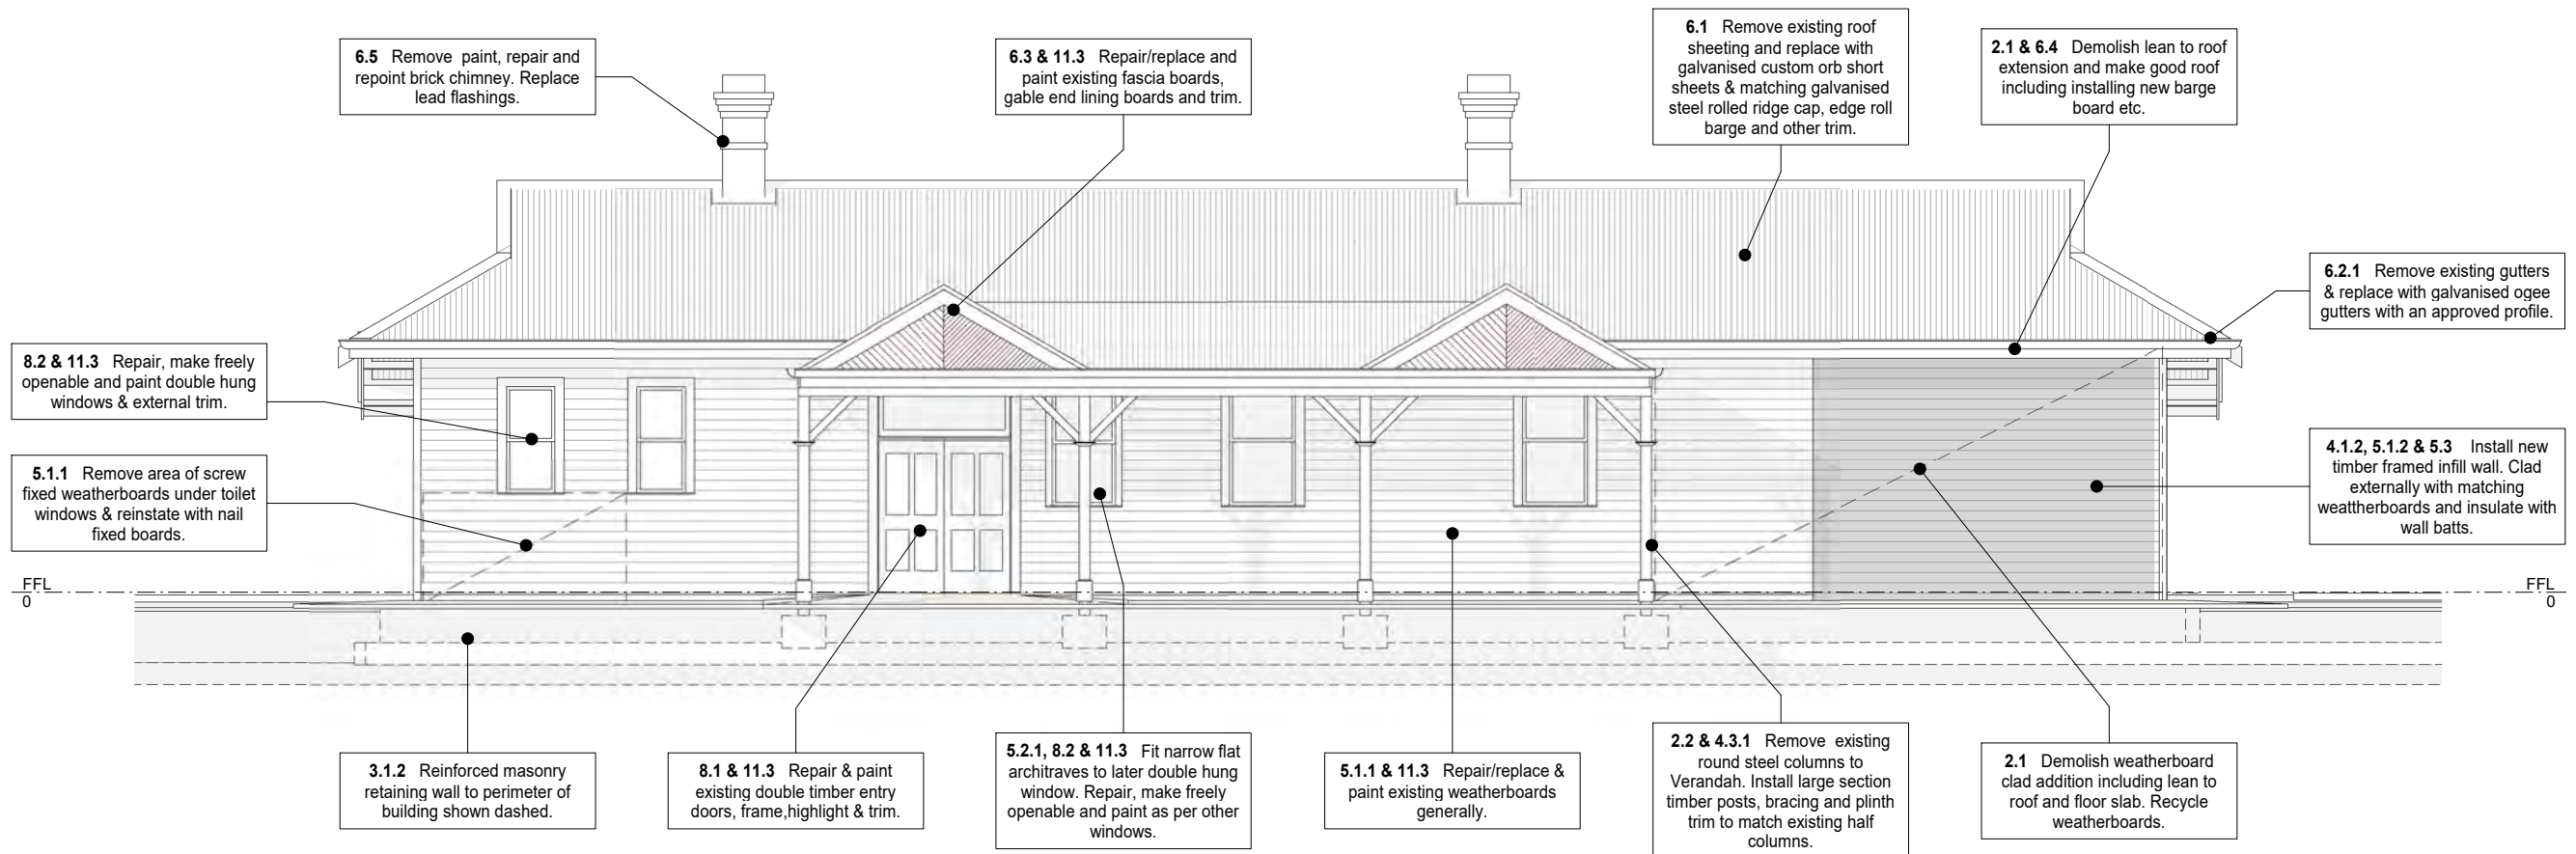 6.5 Remove paint, repair and
repoint brick chimney. Replace
lead flashings.
6.3 & 11.3 Repair/replace and
paint existing fascia boards,
gable end lining boards and trim.
6.1 Remove existing roof
sheeting and replace with
galvanised custom orb short
sheets & matching galvanised
steel rolled ridge cap, edge roll
barge and other trim.
2.1 & 6.4 Demolish lean to roof
extension and make good roof
including installing new barge
board etc.
6.2.1 Remove existing gutters
& replace with galvanised ogee
gutters with an approved profile.
8.2 & 11.3 Repair, make freely
openable and paint double hung
windows & external trim.
5.1.1 Remove area of screw
fixed weatherboards under toilet
windows & reinstate with nail
fixed boards.
4.1.2, 5.1.2 & 5.3 Install new
timber framed infill wall. Clad
externally with matching
weattherboards and insulate with
wall batts.
FFL
0
FFL
0
3.1.2 Reinforced masonry
retaining wall to perimeter of
building shown dashed.
8.1 & 11.3 Repair & paint
existing double timber entry
doors, frame,highlight & trim.
5.2.1, 8.2 & 11.3 Fit narrow flat
architraves to later double hung
window. Repair, make freely
openable and paint as per other
windows.
5.1.1 & 11.3 Repair/replace &
paint existing weatherboards
generally.
2.2 & 4.3.1 Remove existing
round steel columns to
Verandah. Install large section
timber posts, bracing and plinth
trim to match existing half
columns.
2.1 Demolish weatherboard
clad addition including lean to
roof and floor slab. Recycle
weatherboards.